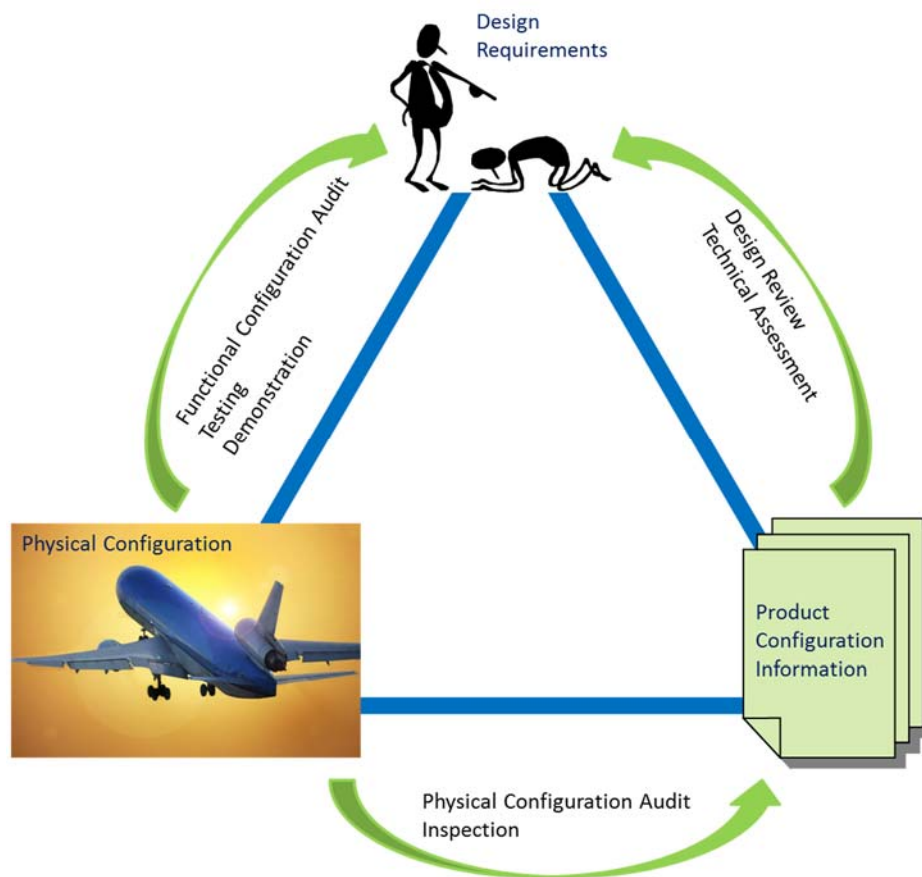 Design
Requirements
Functional Configuration Audit
Testing
Demonstration
Design Review
Technical Assessment
Physical Configuration
Product
Configuration
Information
Physical Configuration Audit
Inspection